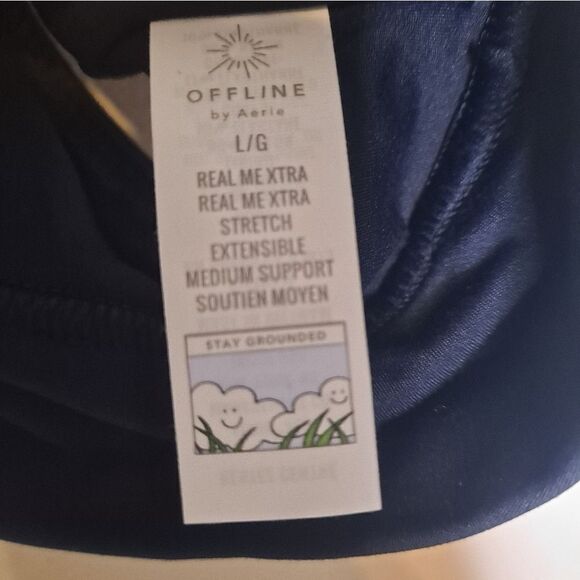 OFFLINE
by Aerie
L/G
REAL ME XTRA
REAL ME XTRA
STRETCH
EXTENSIBLE
MEDIUM SUPPORT
SOUTIEN MOYEN
STAY GROUNDED